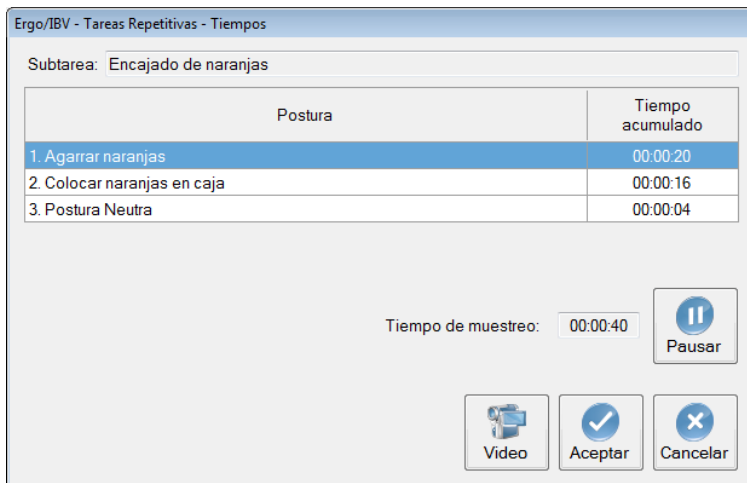 Ergo/IBV - Tareas Repetitivas - Tiempos
Subtarea: Encajado de naranjas
Postura Tiempo acumulado
1. Agarrar naranjas 00:00:20
2. Colocar naranjas en caja 00:00:16
3. Postura Neutra 00:00:04
Tiempo de muestreo: 00:00:40
Pausar
Video Aceptar Cancelar